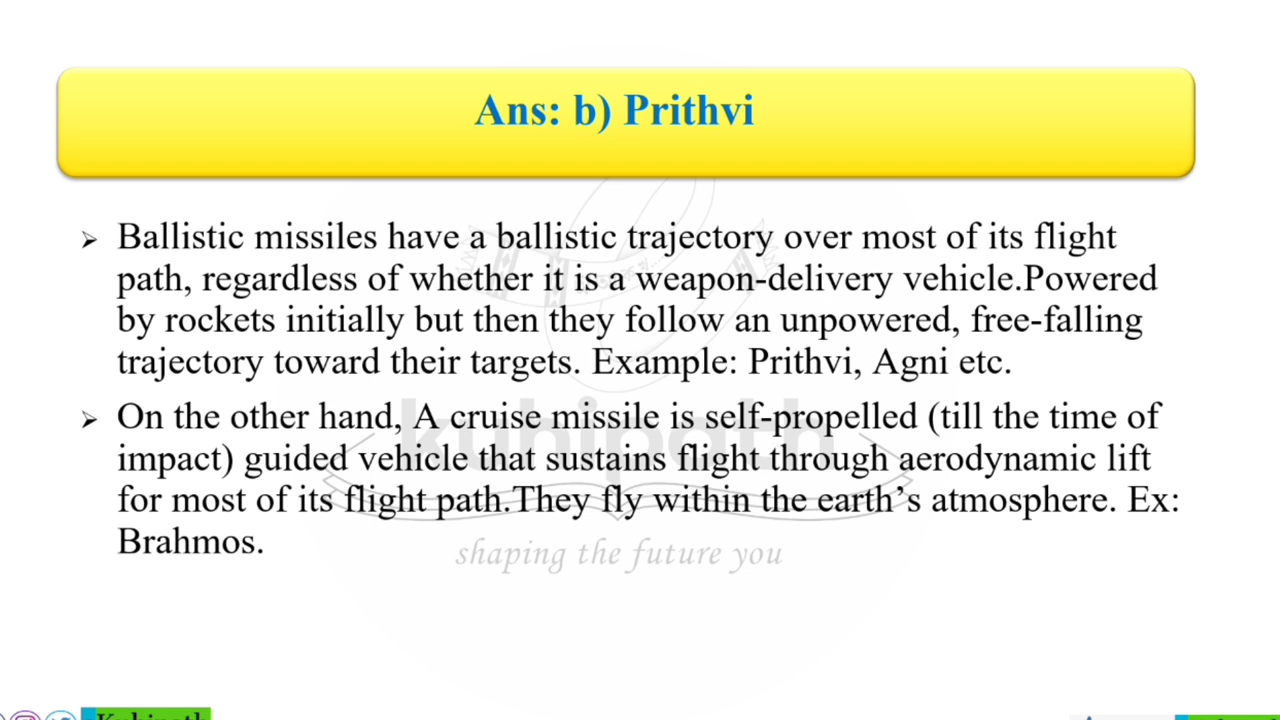 Ans: b) Prithvi
Ballistic missiles have a ballistic trajectory over most of its flight
path, regardless of whether it is a weapon-delivery vehicle.Powered
by rockets initially but then they follow an unpowered, free-falling
trajectory toward their targets. Example: Prithvi, Agni etc.
On the other hand, A cruise missile is self-propelled (till the time of
impact) guided vehicle that sustains flight through aerodynamic lift
for most of its flight path.They fly within the earth’s atmosphere. Ex:
Brahmos.
kuhipath
shaping the future you
Kuhipath